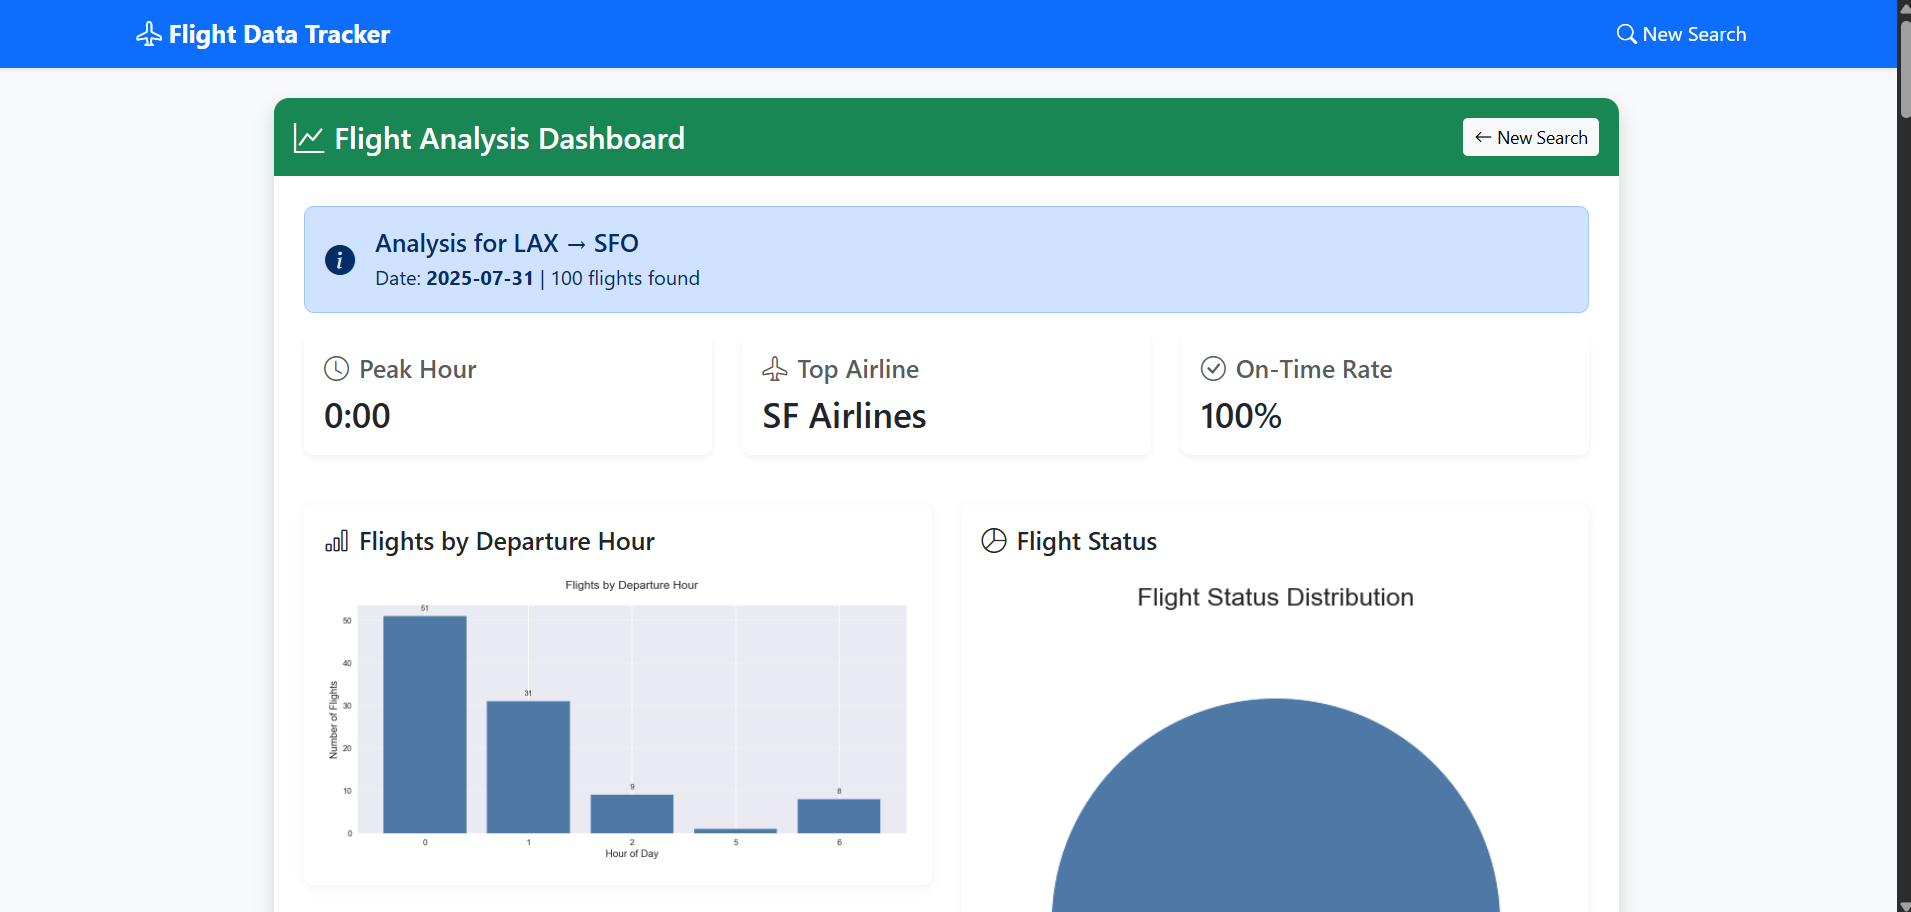 Flight Data Tracker
New Search
Flight Analysis Dashboard
← New Search
Analysis for LAX → SFO
Date: 2025-07-31 | 100 flights found
Peak Hour
0:00
Top Airline
SF Airlines
On-Time Rate
100%
Flights by Departure Hour
Flights by Departure Hour
51
50
40
31
30
20
9
10
8
0
Number of Flights
0 1 2 5 6
Hour of Day
Flight Status
Flight Status Distribution